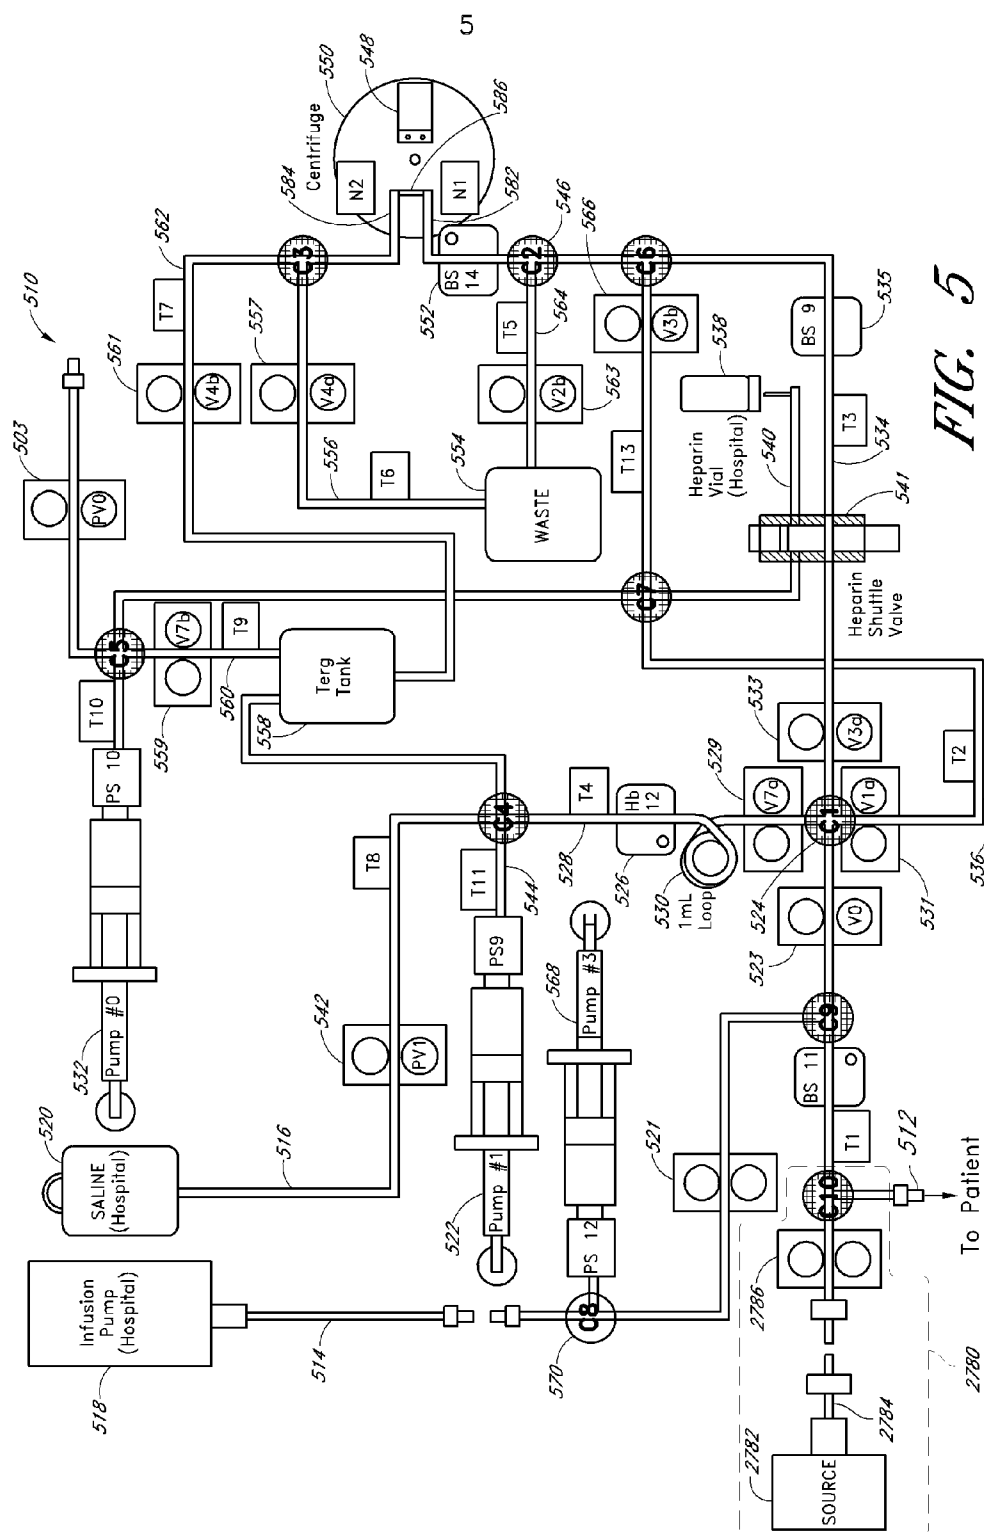 5
510
503
PV0
561
V4b
T7
562
557
V4a
584
Centrifuge
550
548
N2
586
N1
582
C3
BS
14
552
C2
546
T5
564
V2b
563
566
V3b
C6
538
BS 9
535
556
T6
554
WASTE
T13
Heparin
Vial
(Hospital)
540
T3
534
541
Heparin
Shuttle
Valve
C7
C5
V7b
T9
560
559
Terg
Tank
558
T10
PS 10
532
Pump #0
C4
T8
T11
544
T4
528
Hb
12
526
530
1mL
Loop
529
V7a
533
V3a
C1
V1a
524
531
T2
536
V0
523
520
SALINE
(Hospital)
516
542
PV1
PS9
522
Pump #1
568
Pump #3
PS 12
C8
570
521
C9
BS 11
T1
C10
512
To Patient
518
Infusion
Pump
(Hospital)
514
2786
2780
2784
2782
SOURCE
FIG. 5